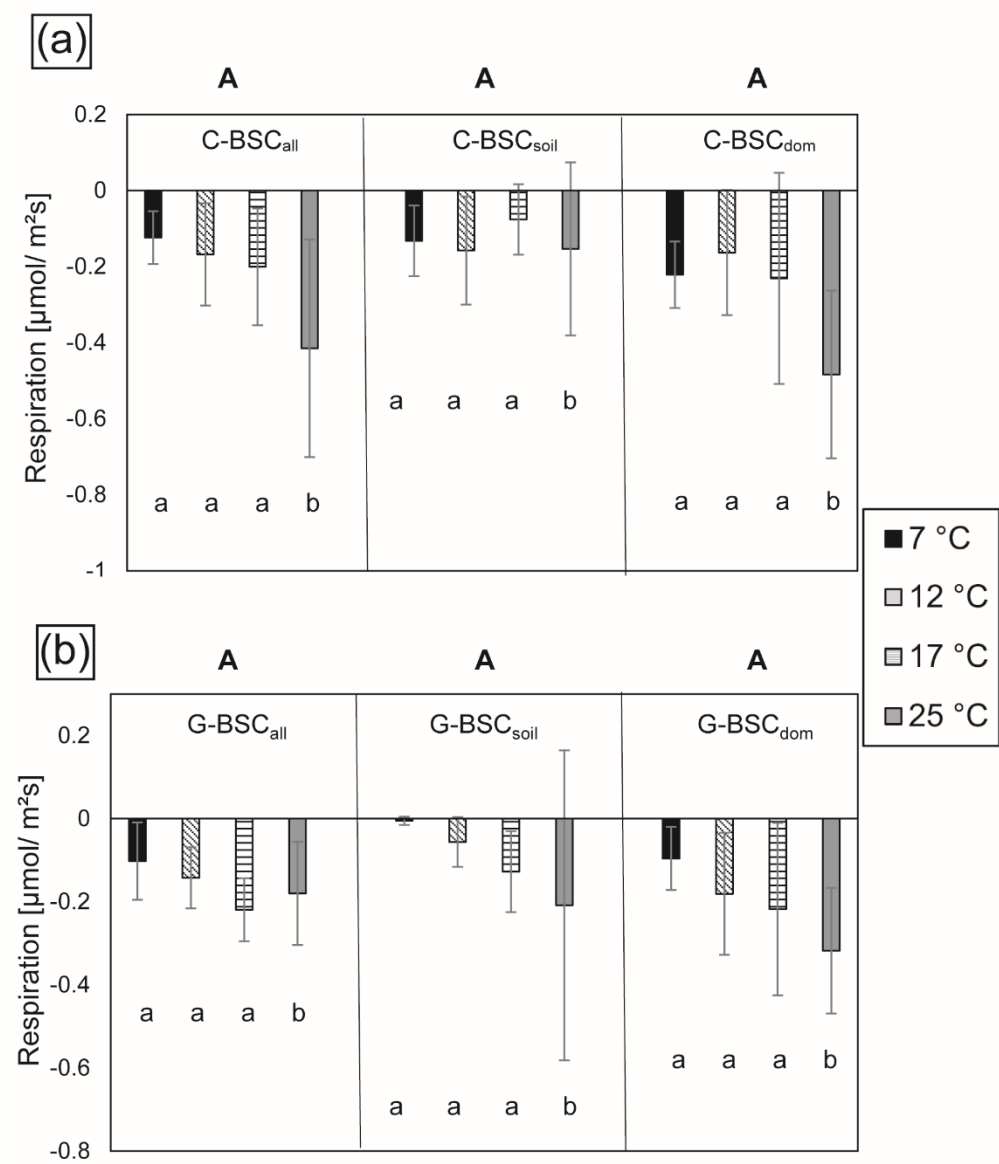 (a)
A A A
C-BSCall C-BSCsoil C-BSCdom
Respiration [µmol/ m²s]
0.2
0
-0.2
-0.4
-0.6
-0.8
-1
a a a b
a a a b
a a a b
7 °C
12 °C
17 °C
25 °C
(b)
A A A
G-BSCall G-BSCsoil G-BSCdom
Respiration [µmol/ m²s]
0.2
0
-0.2
-0.4
-0.6
-0.8
a a a b
a a a b
a a a b